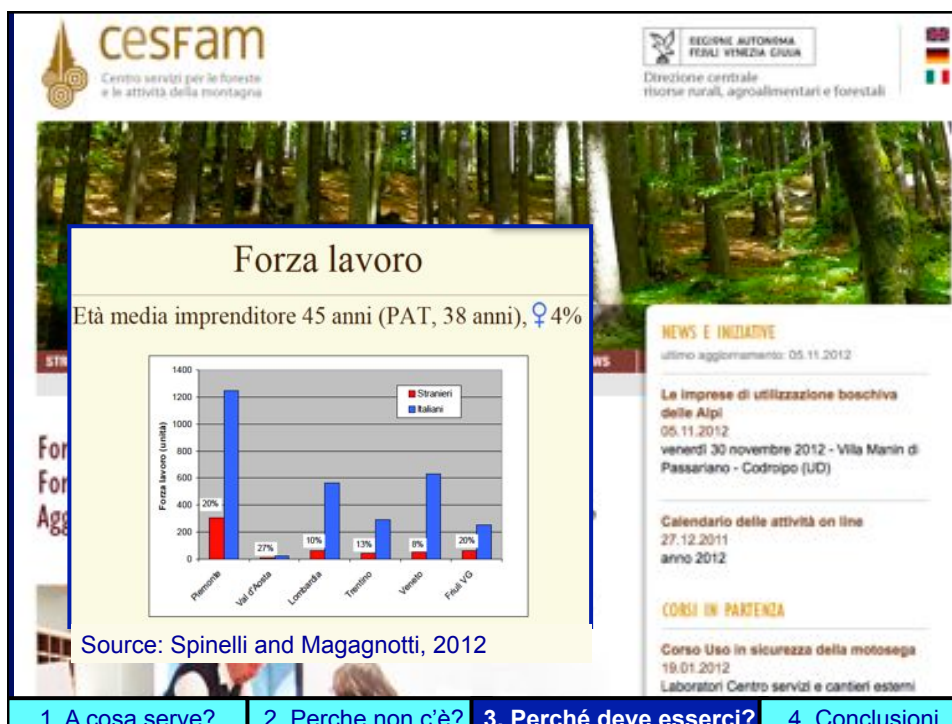 cesfam
Centro servizi per le foreste
e le attività della montagna
REGIONE AUTONOMA
FRIULI VENEZIA GIULIA
Direzione centrale
risorse rurali, agroalimentari e forestali
Forza lavoro
Età media imprenditore 45 anni (PAT, 38 anni), ♀ 4%
Forza lavoro (unità)
1400
1200
1000
800
600
400
200
0
Stranieri
Italiani
20%
27%
10%
13%
8%
20%
Piemonte
Val d'Aosta
Lombardia
Trentino
Veneto
Friuli VG
Source: Spinelli and Magagnotti, 2012
STR
WS
For
For
Agg
NEWS E INIZIATIVE
ultimo aggiornamento: 05.11.2012
Le imprese di utilizzazione boschiva
delle Alpi
05.11.2012
venerdì 30 novembre 2012 - Villa Manin di
Passariano - Codroipo (UD)
Calendario delle attività on line
27.12.2011
anno 2012
CORSI IN PARTENZA
Corso Uso in sicurezza della motosega
19.01.2012
Laboratori Centro servizi e cantieri esterni
1. A cosa serve?
2. Perche non c'è?
3. Perché deve esserci?
4. Conclusioni